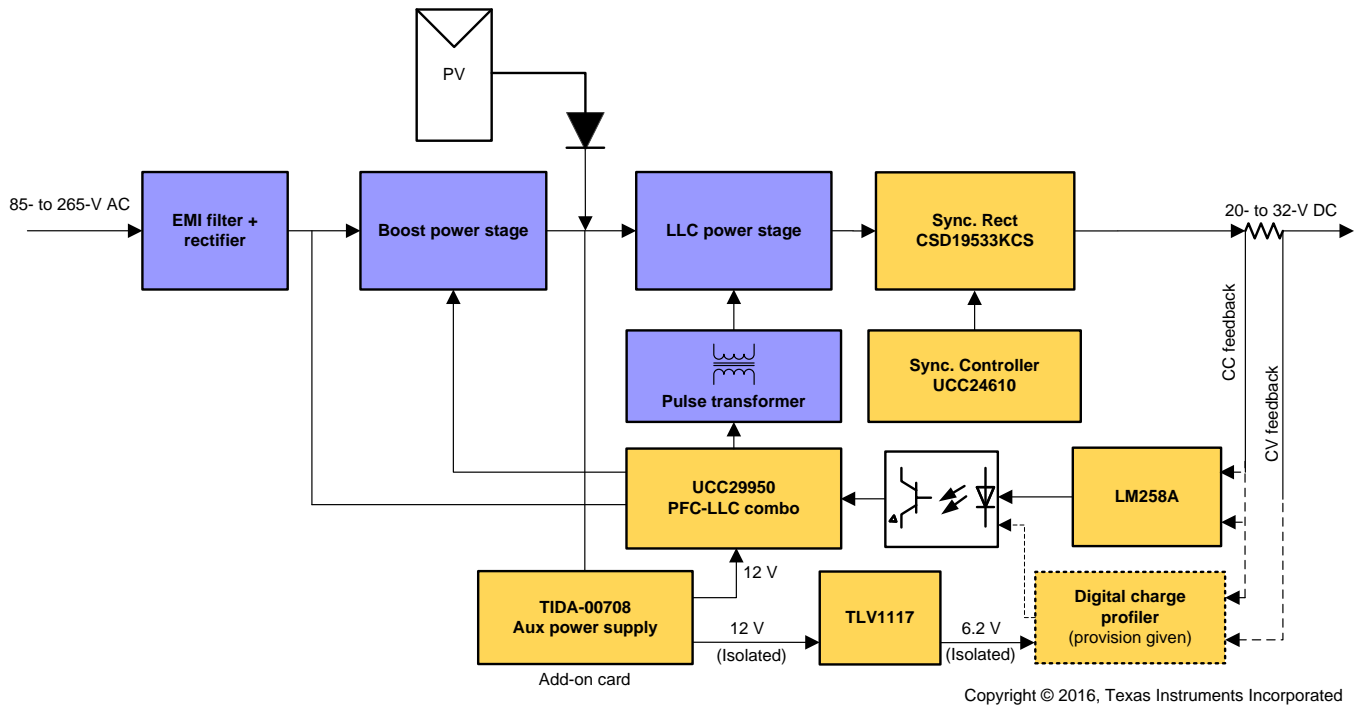 PV
85- to 265-V AC
EMI filter +
rectifier
Boost power stage
LLC power stage
Sync. Rect
CSD19533KCS
20- to 32-V DC
Pulse transformer
Sync. Controller
UCC24610
CC feedback
CV feedback
UCC29950
PFC-LLC combo
LM258A
12 V
TIDA-00708
Aux power supply
12 V
(Isolated)
TLV1117
6.2 V
(Isolated)
Digital charge
profiler
(provision given)
Add-on card
Copyright © 2016, Texas Instruments Incorporated